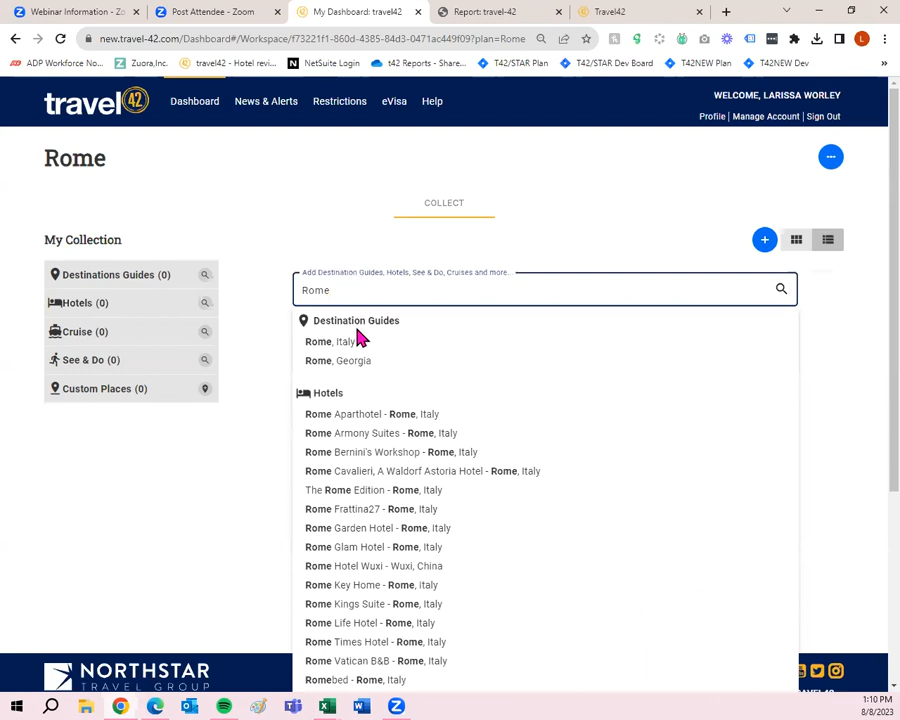 Webinar Information - Zo
Post Attendee - Zoom
My Dashboard: travel42
Report: travel-42
Travel42
new.travel-42.com/Dashboard#/Workspace/f73221f1-860d-4385-84d3-0471ac449f09?plan=Rome
ADP Workforce No...
Zuora,Inc.
travel42 - Hotel revi...
NetSuite Login
t42 Reports - Share...
T42/STAR Plan
T42/STAR Dev Board
T42NEW Plan
T42NEW Dev
travel 42
Dashboard
News & Alerts
Restrictions
eVisa
Help
WELCOME, LARISSA WORLEY
Profile | Manage Account | Sign Out
Rome
COLLECT
My Collection
Destinations Guides (0)
Hotels (0)
Cruise (0)
See & Do (0)
Custom Places (0)
Add Destination Guides, Hotels, See & Do, Cruises and more...
Rome
Destination Guides
Rome, Italy
Rome, Georgia
Hotels
Rome Aparthotel - Rome, Italy
Rome Armony Suites - Rome, Italy
Rome Bernini's Workshop - Rome, Italy
Rome Cavalieri, A Waldorf Astoria Hotel - Rome, Italy
The Rome Edition - Rome, Italy
Rome Frattina27 - Rome, Italy
Rome Garden Hotel - Rome, Italy
Rome Glam Hotel - Rome, Italy
Rome Hotel Wuxi - Wuxi, China
Rome Key Home - Rome, Italy
Rome Kings Suite - Rome, Italy
Rome Life Hotel - Rome, Italy
Rome Times Hotel - Rome, Italy
Rome Vatican B&B - Rome, Italy
Romebed - Rome, Italy
NORTHSTAR
TRAVEL GROUP
1:10 PM
8/8/2023